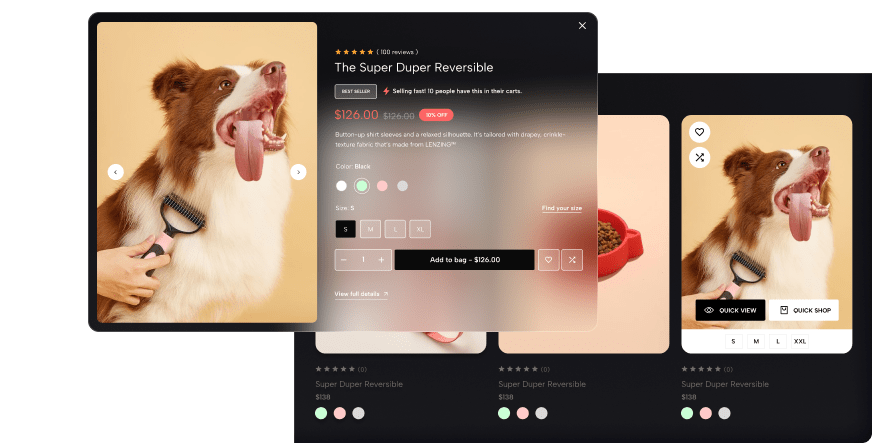 ( 100 reviews )
The Super Duper Reversible
BEST SELLER
Selling fast! 10 people have this in their carts.
$126.00 $126.00 10% OFF
Button-up shirt sleeves and a relaxed silhouette. It's tailored with drapey, crinkle-
texture fabric that's made from LENZING™
Color: Black
Size: S
Find your size
S M L XL
1
Add to bag - $126.00
View full details
QUICK VIEW
QUICK SHOP
S M L XXL
(0)
Super Duper Reversible
$138
(0)
Super Duper Reversible
$138
(0)
Super Duper Reversible
$138